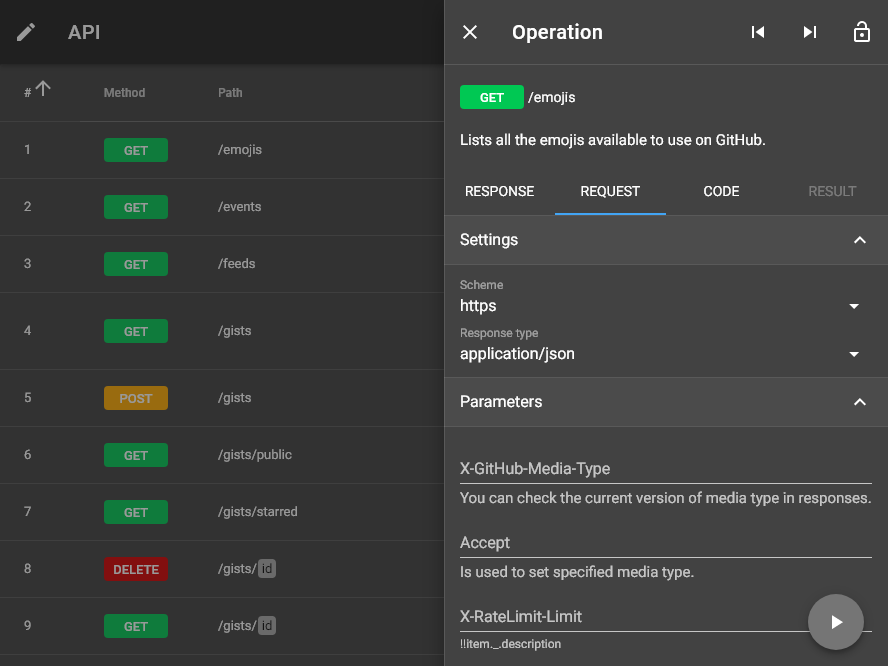 API
# Method Path
1 GET /emojis
2 GET /events
3 GET /feeds
4 GET /gists
5 POST /gists
6 GET /gists/public
7 GET /gists/starred
8 DELETE /gists/ id
9 GET /gists/ id
Operation
GET /emojis
Lists all the emojis available to use on GitHub.
RESPONSE REQUEST CODE RESULT
Settings
Scheme
https
Response type
application/json
Parameters
X-GitHub-Media-Type
You can check the current version of media type in responses.
Accept
Is used to set specified media type.
X-RateLimit-Limit
!!item._.description